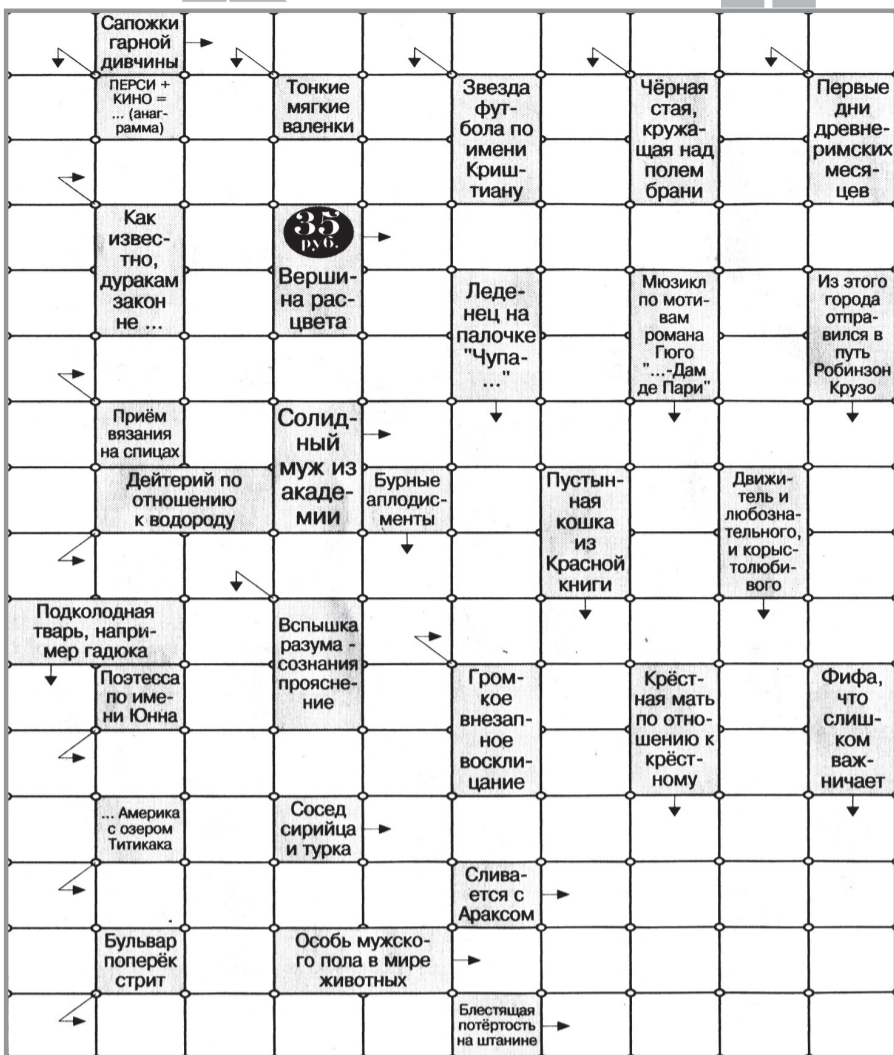 Сапожки
гарной
дивчины
ПЕРСИ +
КИНО =
... (анаг-
рамма)
Тонкие
мягкие
валенки
Звезда
фут-
бола по
имени
Криш-
тиану
Чёрная
стая,
кружа-
щая над
полем
брани
Первые
дни
древне-
римских
меся-
цев
Как
извес-
тно,
дуракам
закон
не ...
35
руб.
Верши-
на рас-
цвета
Леде-
нец на
палочке
"Чупа-
..."
Мюзикл
по моти-
вам
романа
Гюго
"...-Дам
де Пари"
Из этого
города
отпра-
вился в
путь
Робинзон
Крузо
Приём
вязания
на спицах
Солид-
ный
муж из
акаде-
мии
Дейтерий по
отношению
к водороду
Бурные
аплодис-
менты
Пустын-
ная
кошка
из
Красной
книги
Движи-
тель и
любозна-
тельного,
и корыс-
толюби-
вого
Подколодная
тварь, напри-
мер гадюка
Вспышка
разума -
сознания
проясне-
ние
Поэтесса
по име-
ни Юнна
Гром-
кое
внезап-
ное
воскли-
цание
Крёст-
ная мать
по отно-
шению к
крёст-
ному
Фифа,
что
слиш-
ком
важ-
ничает
... Америка
с озером
Титикака
Сосед
сирийца
и турка
Слива-
ется с
Араксом
Бульвар
поперёк
стрит
Особь мужско-
го пола в мире
животных
Блестящая
потёртость
на штанине